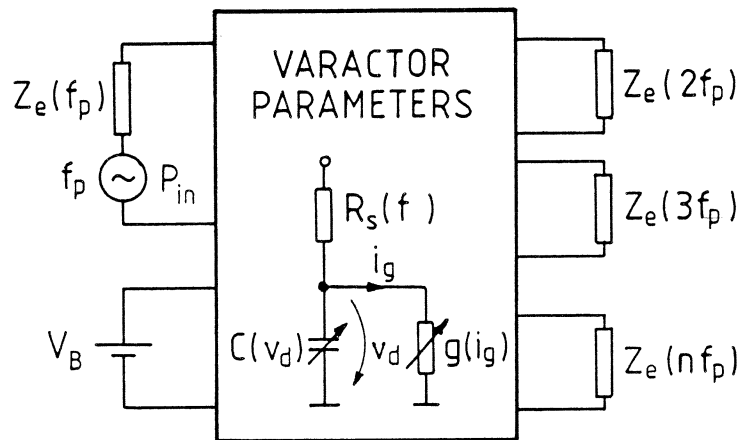 VARACTOR
PARAMETERS
Z_e(f_p)
f_p ~ P_in
V_B
R_s(f)
i_g
C(v_d) v_d g(i_g)
Z_e(2f_p)
Z_e(3f_p)
Z_e(nf_p)